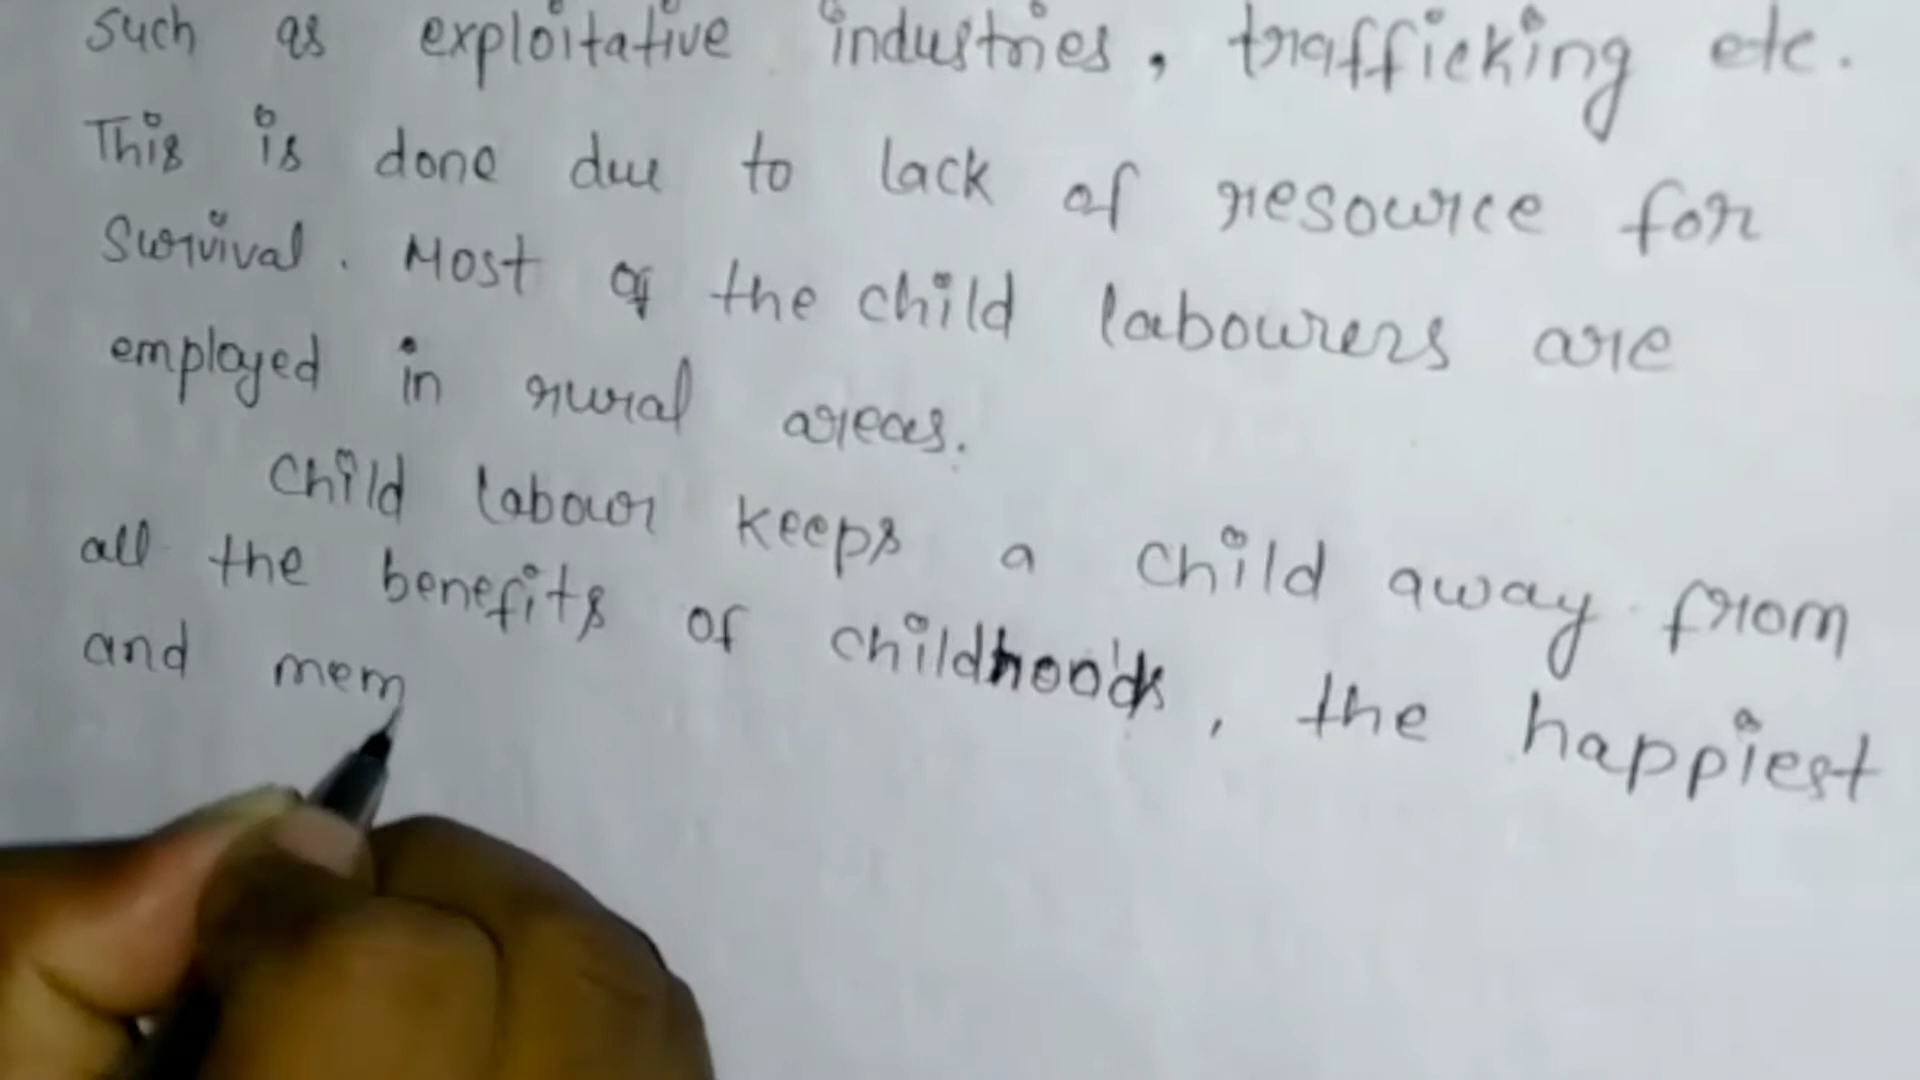 such as exploitative industries, trafficking etc.
This is done due to lack of resource for
Survival. Most of the child labourers are
employed in rural areas.
Child labour keeps a child away from
all the benefits of childhoods, the happiest
and mem